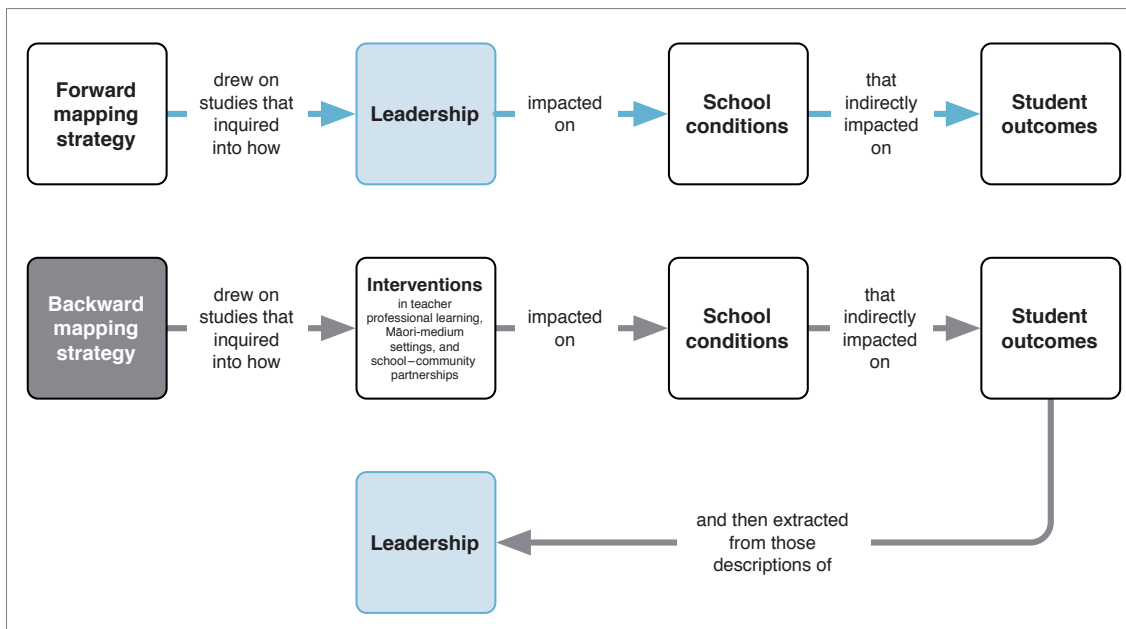 Forward
mapping
strategy
drew on
studies that
inquired
into how
Leadership
impacted
on
School
conditions
that
indirectly
impacted
on
Student
outcomes
Backward
mapping
strategy
drew on
studies that
inquired
into how
Interventions
in teacher
professional learning,
Māori-medium
settings, and
school–community
partnerships
impacted
on
School
conditions
that
indirectly
impacted
on
Student
outcomes
and then extracted
from those
descriptions of
Leadership